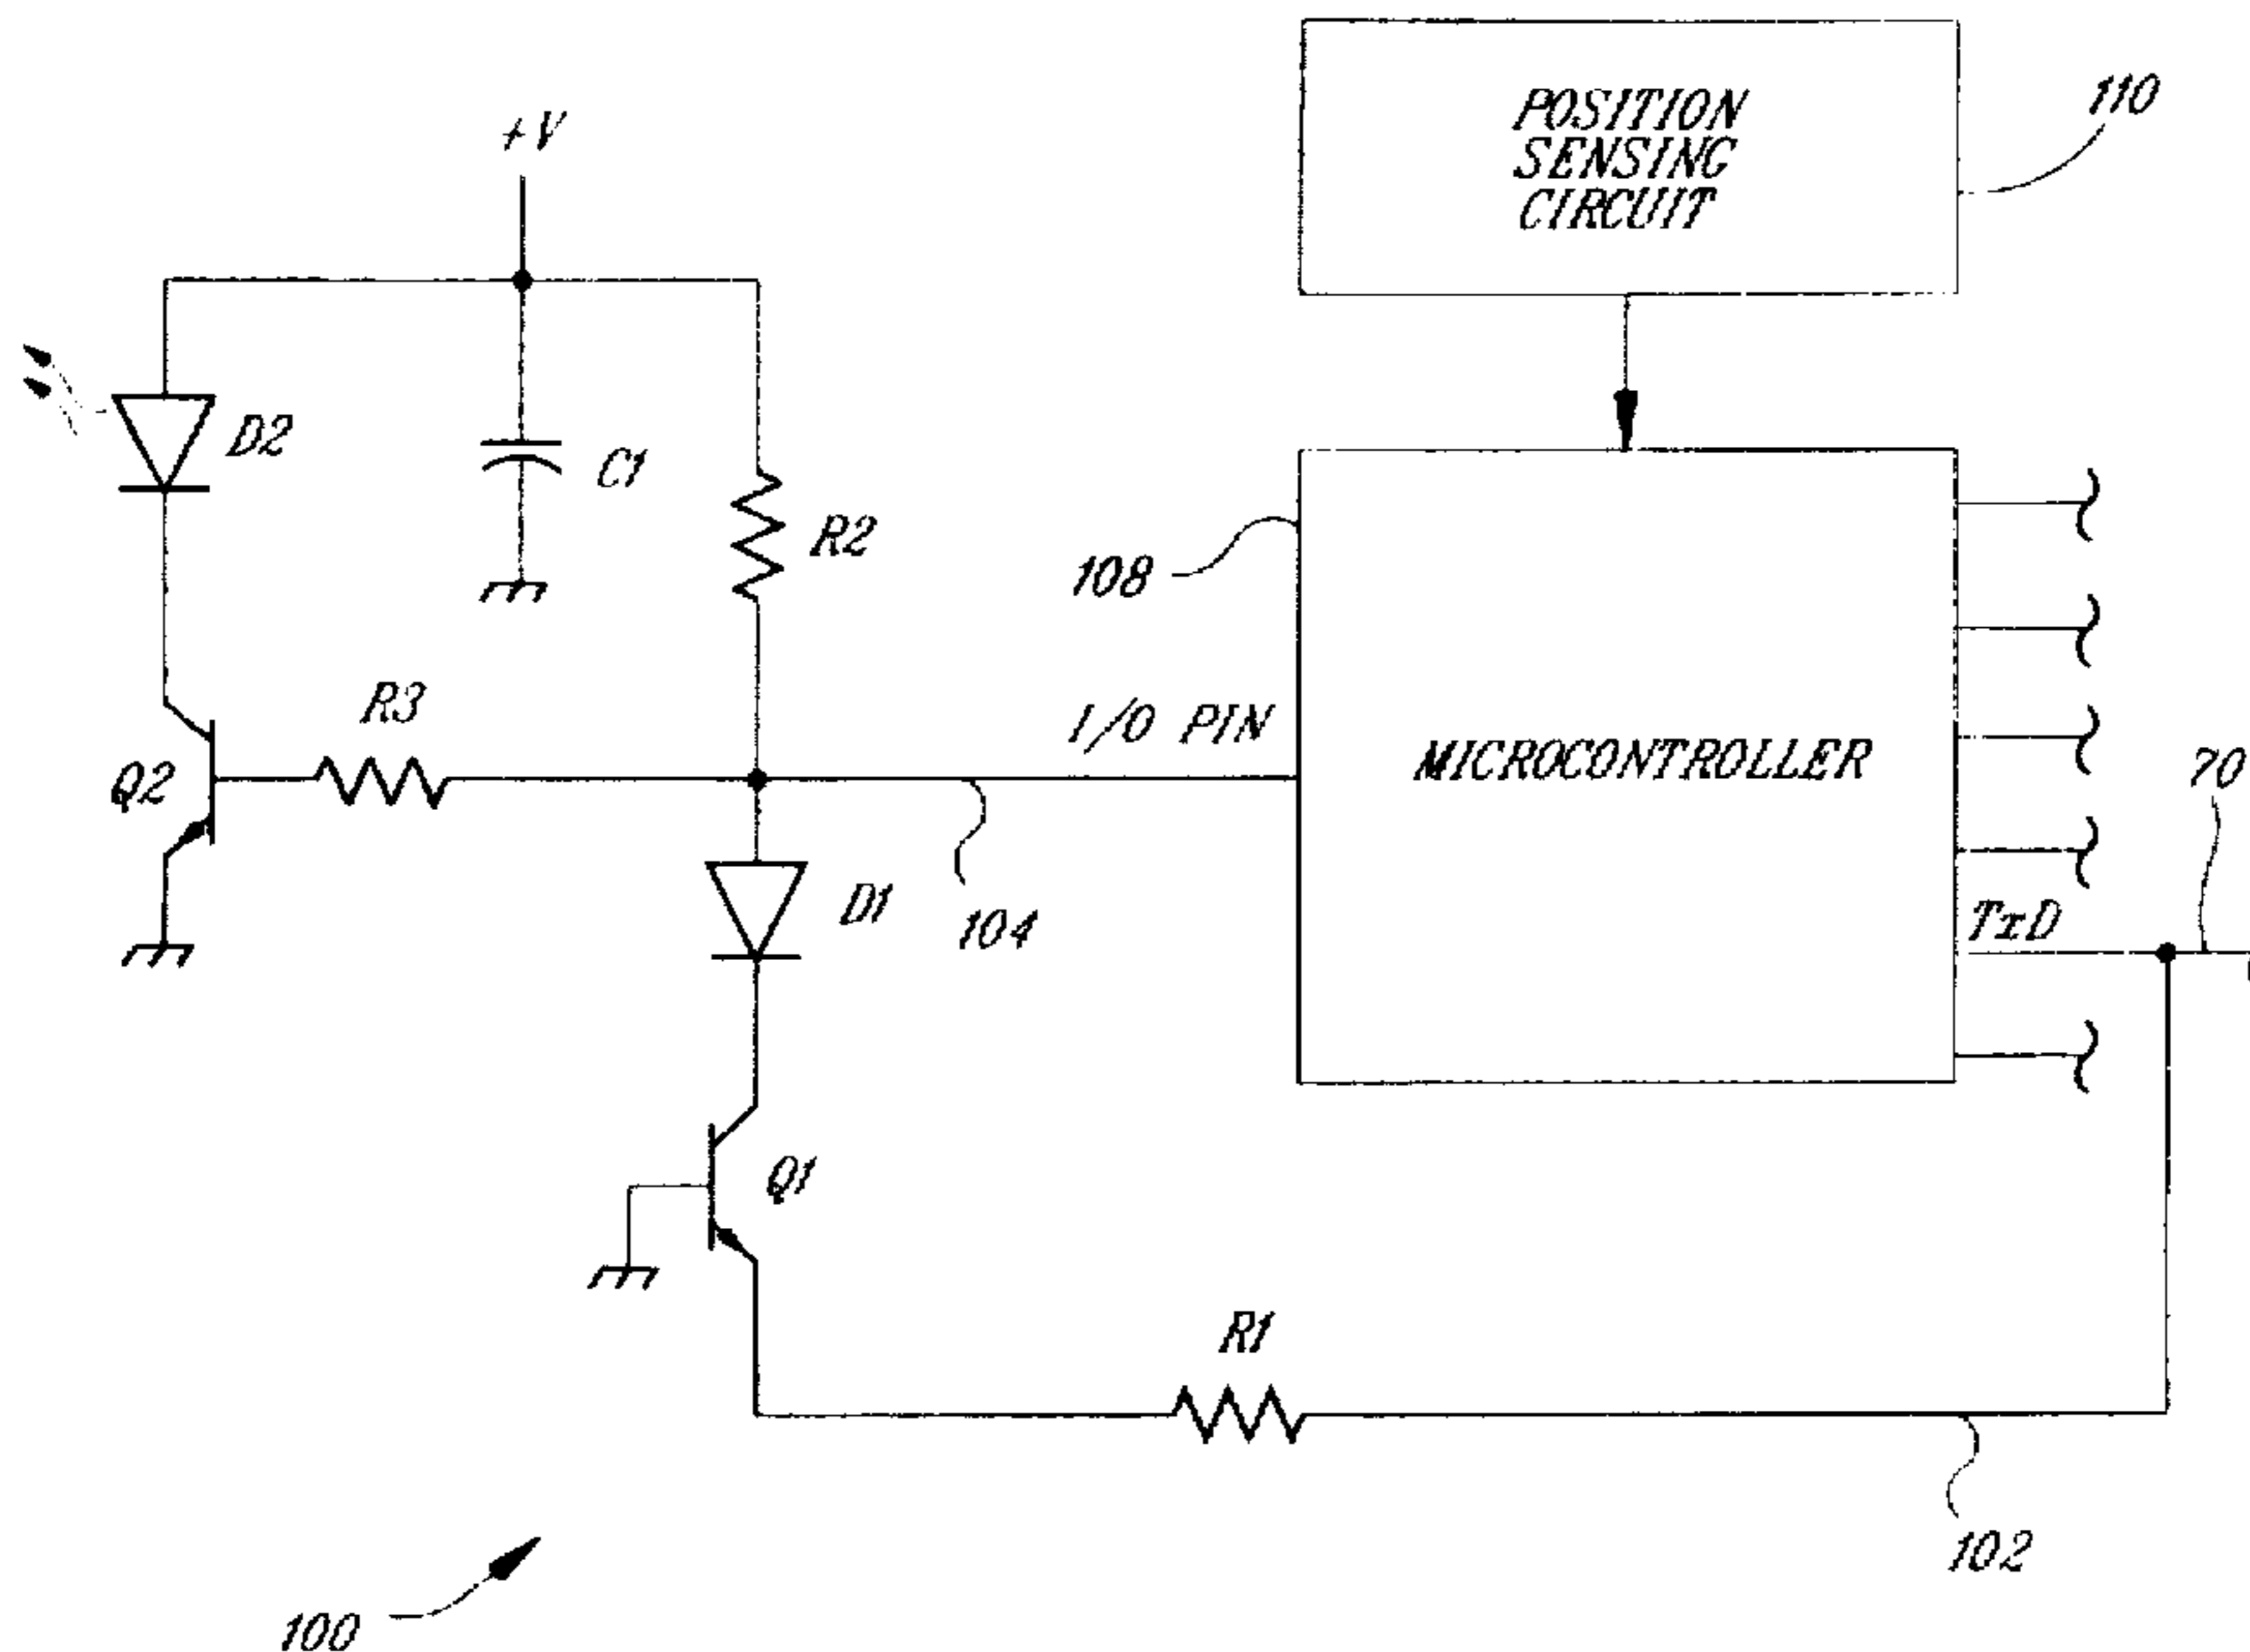 POSITION
SENSING
CIRCUIT
110
+V
D2
C1
R2
108
R3
I/O PIN
MICROCONTROLLER
70
Q2
D1
104
TxD
Q1
R1
102
100